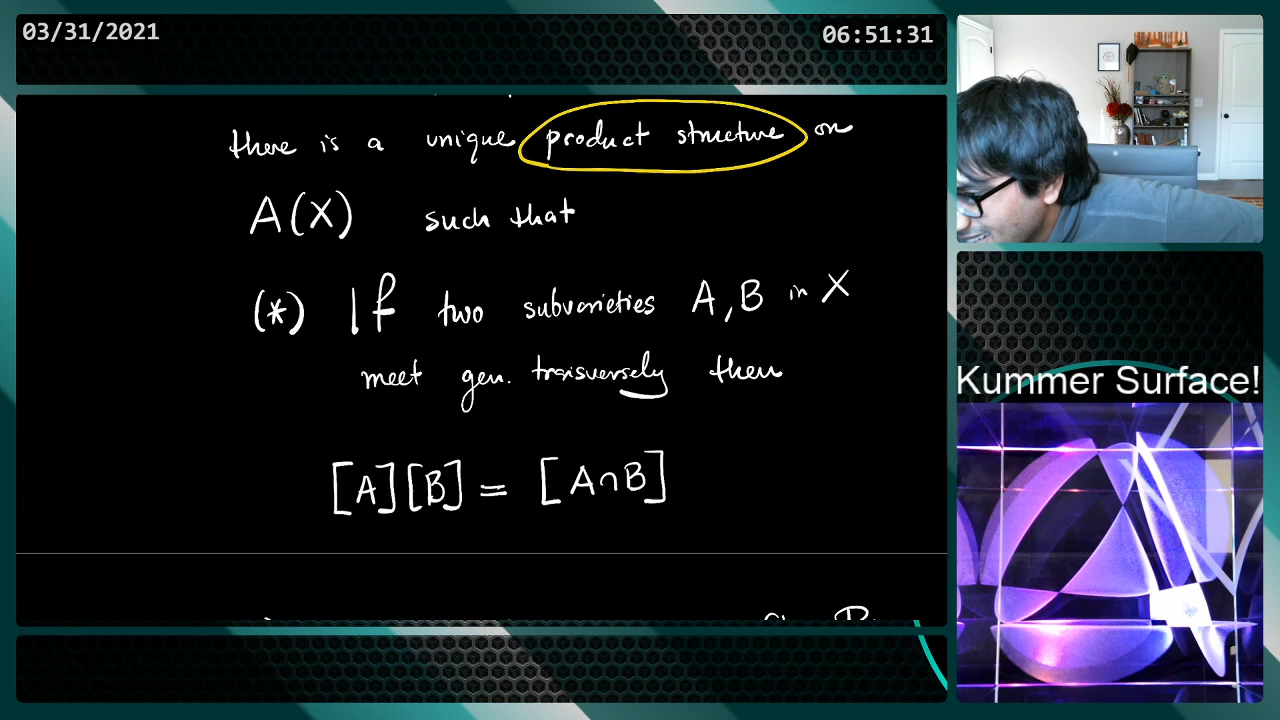 03/31/2021
06:51:31
there is a unique product structure on
A(X) such that
(*) If two subvarieties A, B in X
meet gen. transversely then
[A][B] = [A∩B]
Kummer Surface!